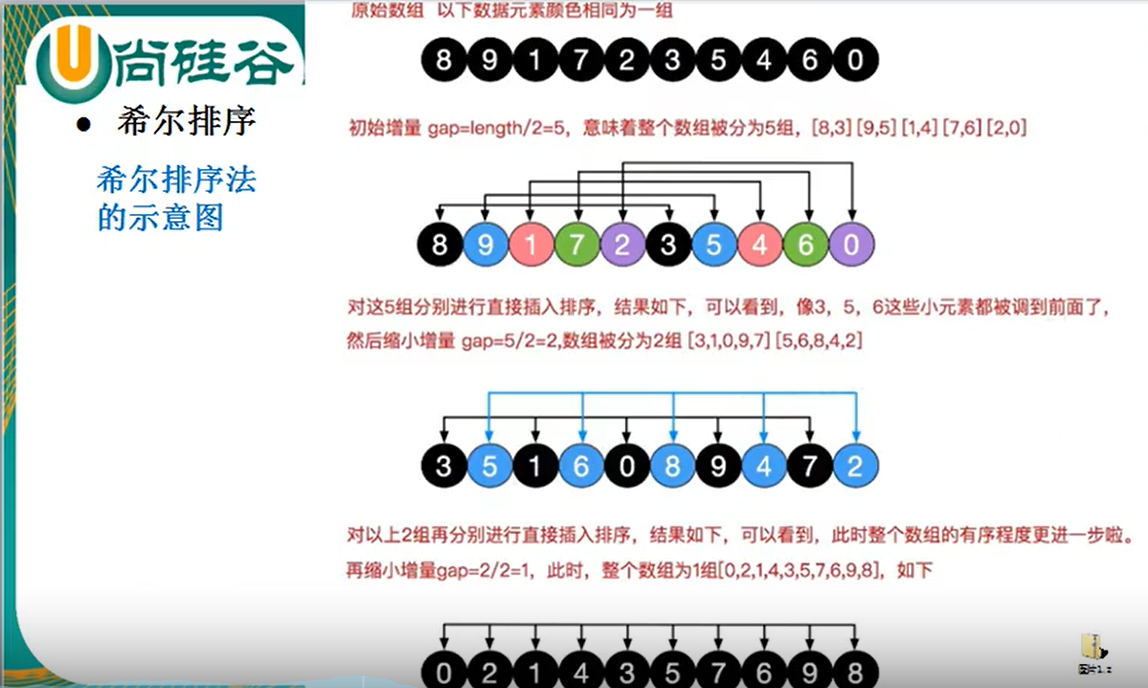 尚硅谷
原始数组 以下数据元素颜色相同为一组
8 9 1 7 2 3 5 4 6 0
● 希尔排序
初始增量 gap=length/2=5，意味着整个数组被分为5组，[8,3] [9,5] [1,4] [7,6] [2,0]
希尔排序法
的示意图
8 9 1 7 2 3 5 4 6 0
对这5组分别进行直接插入排序，结果如下，可以看到，像3，5，6这些小元素都被调到前面了，
然后缩小增量 gap=5/2=2,数组被分为2组 [3,1,0,9,7] [5,6,8,4,2]
3 5 1 6 0 8 9 4 7 2
对以上2组再分别进行直接插入排序，结果如下，可以看到，此时整个数组的有序程度更进一步啦。
再缩小增量gap=2/2=1，此时，整个数组为1组[0,2,1,4,3,5,7,6,9,8]，如下
0 2 1 4 3 5 7 6 9 8